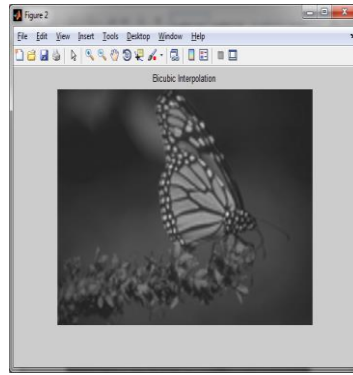 Figure 2
File Edit View Insert Tools Desktop Window Help
Bicubic Interpolation